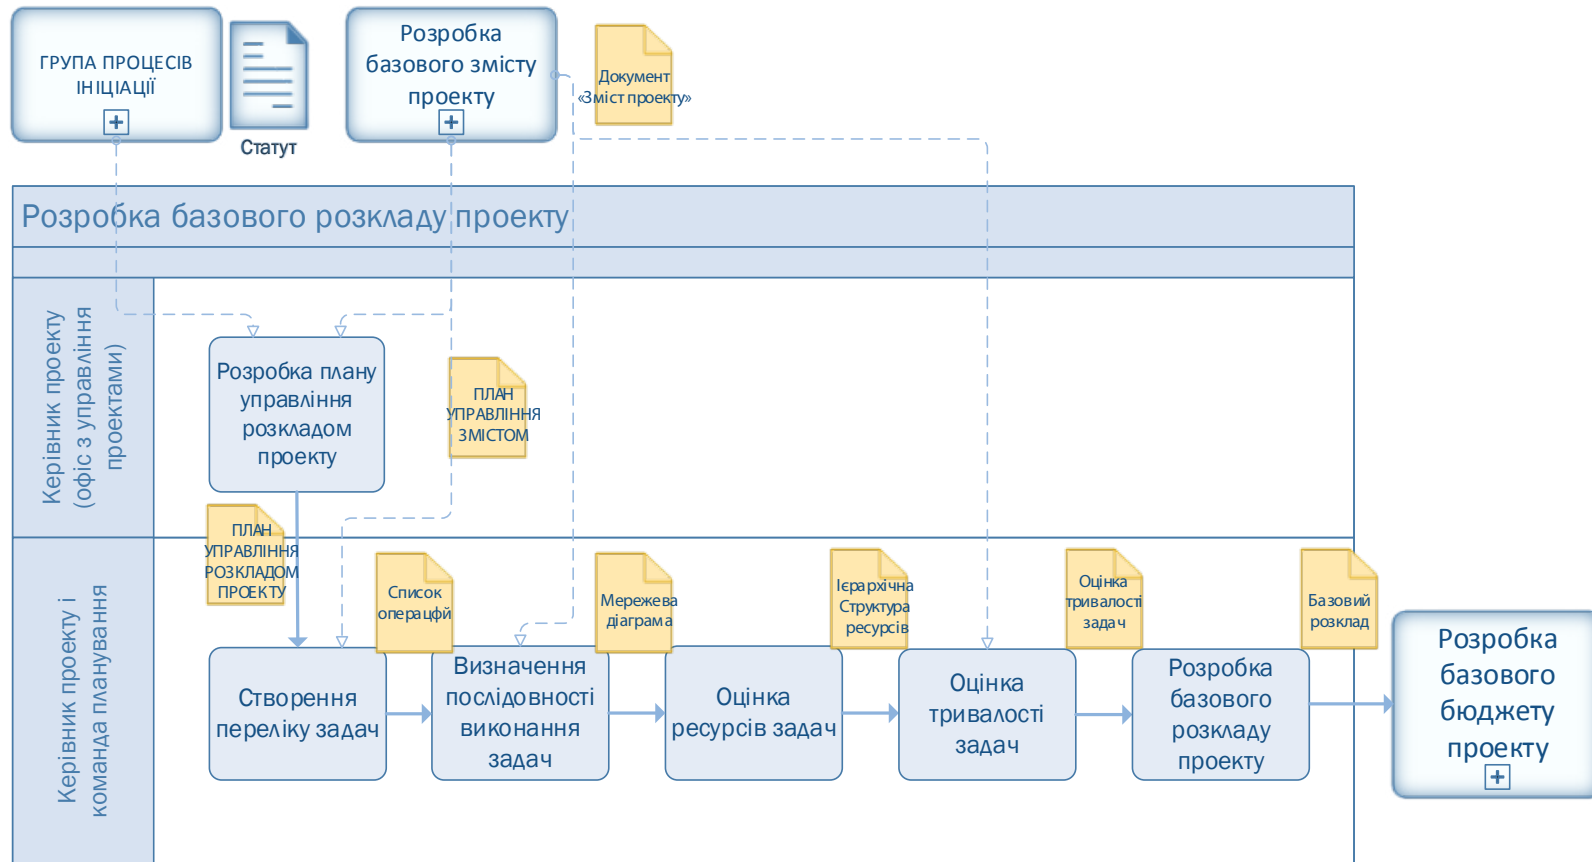 ГРУПА ПРОЦЕСІВ
ІНІЦІАЦІЇ
Статут
Розробка
базового змісту
проекту
Документ
«Зміст проекту»
Розробка базового розкладу проекту
Керівник проекту
(офіс з управління
проектами)
Розробка плану
управління
розкладом
проекту
ПЛАН
УПРАВЛІННЯ
ЗМІСТОМ
ПЛАН
УПРАВЛІННЯ
РОЗКЛАДОМ
ПРОЕКТУ
Керівник проекту і
команда планування
Список
операцфй
Мережева
діаграма
Ієрархічна
Структура
ресурсів
Оцінка
тривалості
задач
Базовий
розклад
Створення
переліку задач
Визначення
послідовності
виконання
задач
Оцінка
ресурсів задач
Оцінка
тривалості
задач
Розробка
базового
розкладу
проекту
Розробка
базового
бюджету
проекту